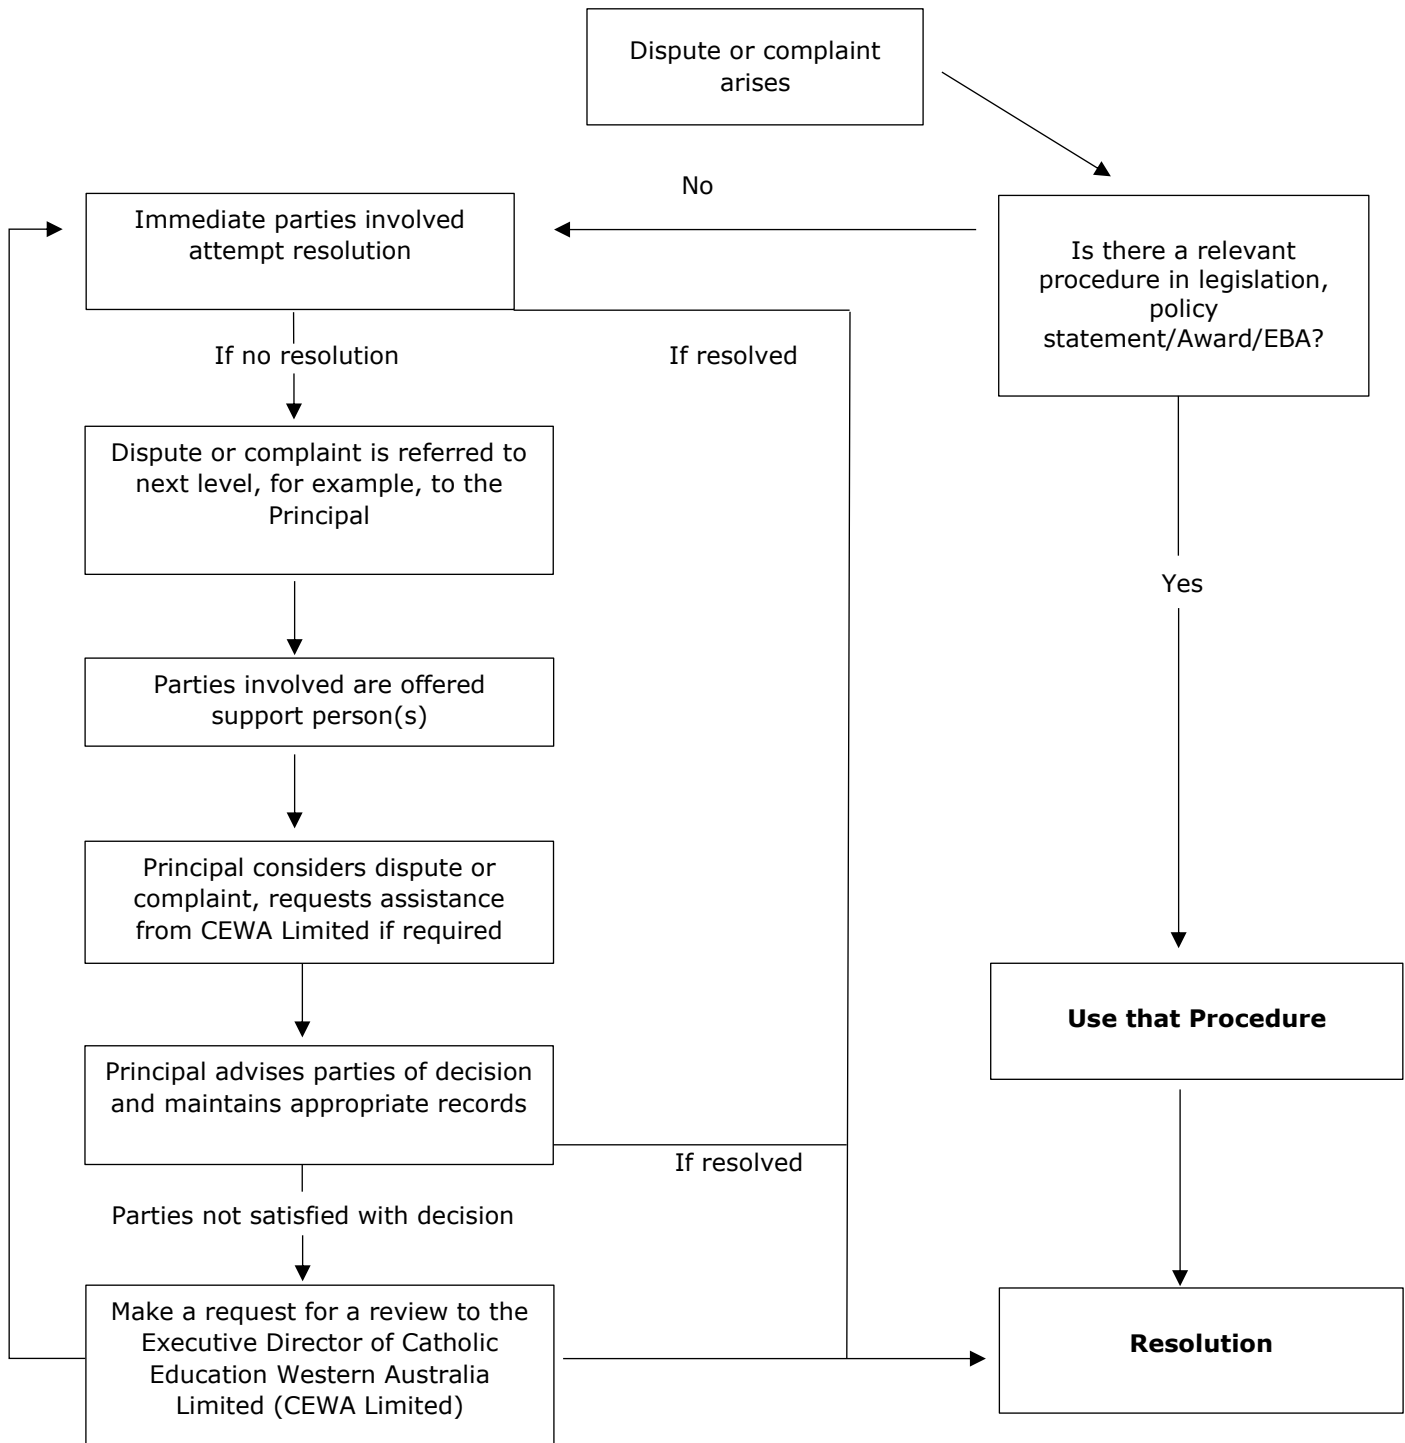 Dispute or complaint
arises
No
Immediate parties involved
attempt resolution
Is there a relevant
procedure in legislation,
policy
statement/Award/EBA?
If no resolution
If resolved
Dispute or complaint is referred to
next level, for example, to the
Principal
Yes
Parties involved are offered
support person(s)
Principal considers dispute or
complaint, requests assistance
from CEWA Limited if required
Use that Procedure
Principal advises parties of decision
and maintains appropriate records
If resolved
Parties not satisfied with decision
Make a request for a review to the
Executive Director of Catholic
Education Western Australia
Limited (CEWA Limited)
Resolution